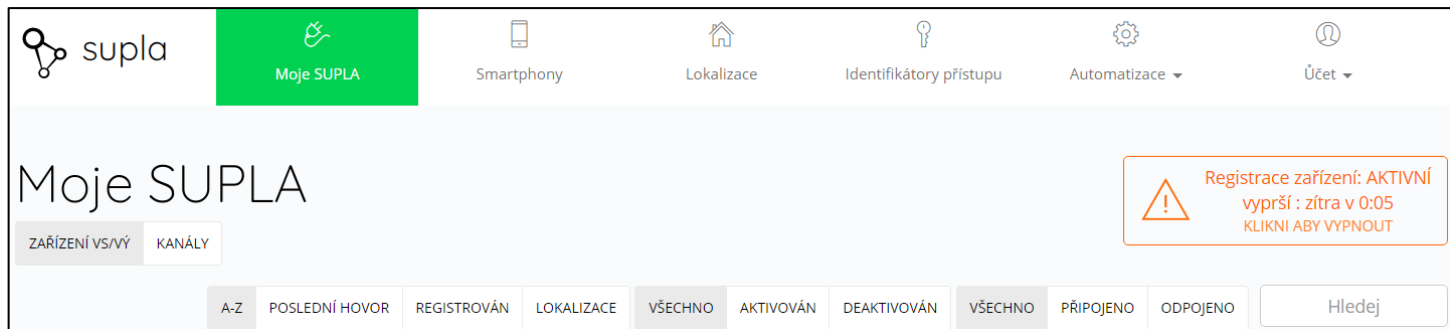 supla
Moje SUPLA
Smartphony
Lokalizace
Identifikátory přístupu
Automatizace
Účet
Moje SUPLA
Registrace zařízení: AKTIVNÍ
vyprší : zítra v 0:05
KLIKNI ABY VYPNOUT
ZAŘÍZENÍ VS/VÝ KANÁLY
A-Z POSLEDNÍ HOVOR REGISTROVÁN LOKALIZACE VŠECHNO AKTIVOVÁN DEAKTIVOVÁN VŠECHNO PŘIPOJENO ODPOJENO Hledej